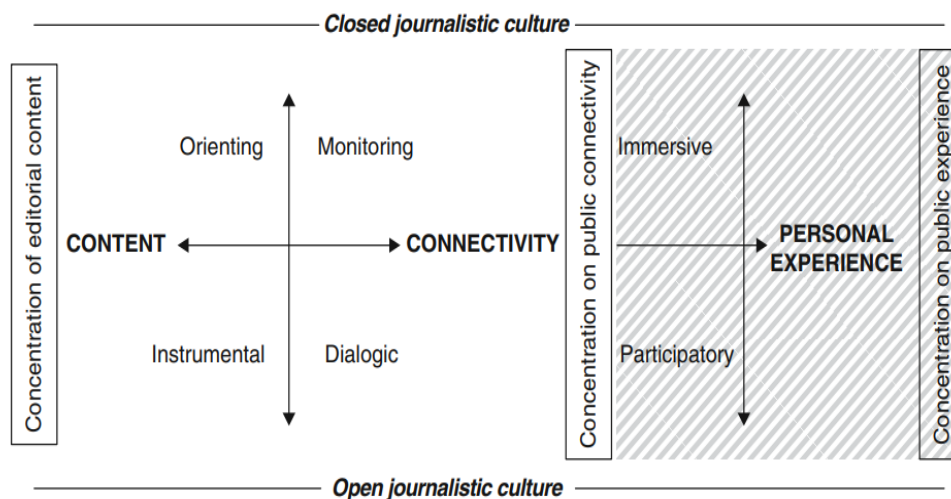 Closed journalistic culture
Concentration of editorial content
Orienting
Monitoring
CONTENT
CONNECTIVITY
Instrumental
Dialogic
Concentration on public connectivity
Immersive
PERSONAL
EXPERIENCE
Participatory
Concentration on public experience
Open journalistic culture